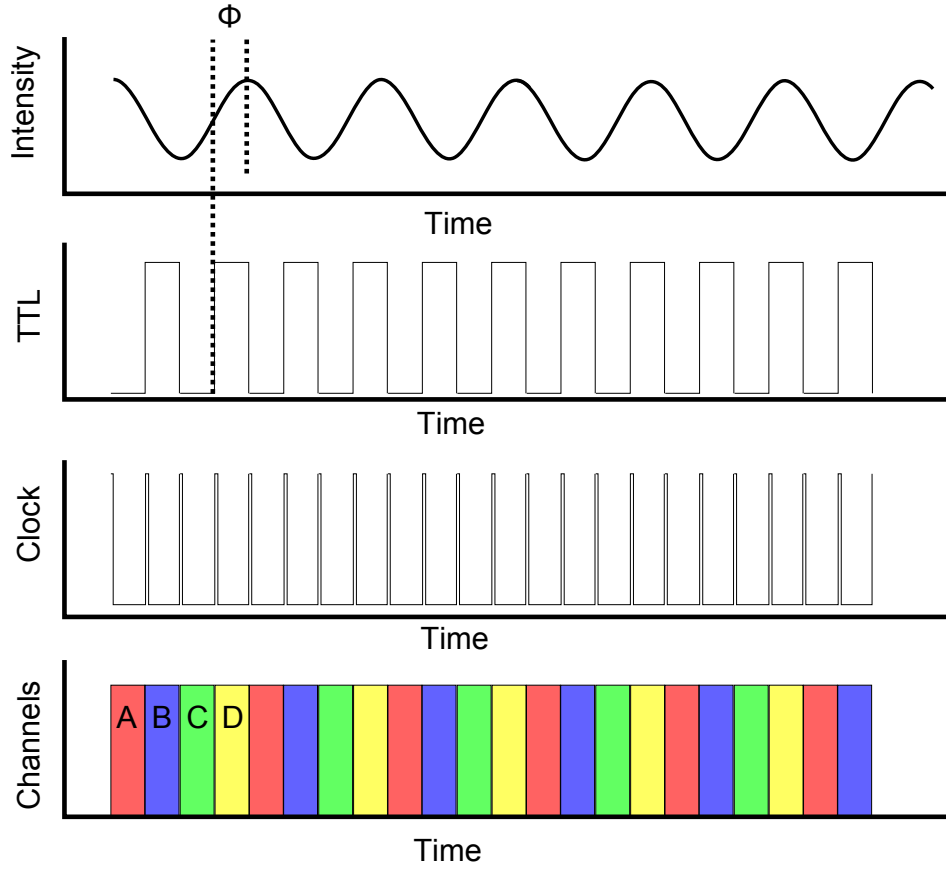 Φ
Intensity
Time
TTL
Time
Clock
Time
Channels
A B C D
Time